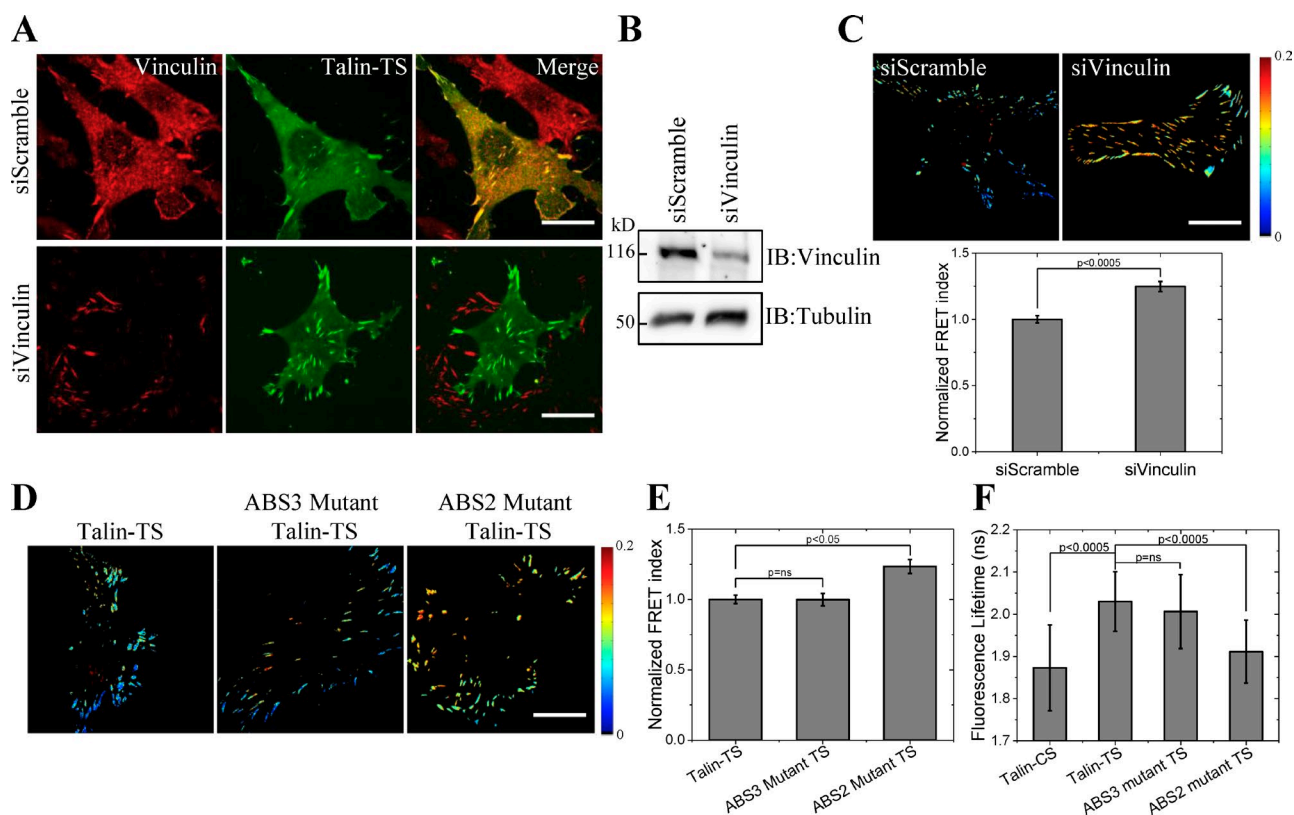 A
Vinculin
Talin-TS
Merge
siScramble
siVinculin
B
siScramble
siVinculin
kD
116
IB:Vinculin
50
IB:Tubulin
C
siScramble
siVinculin
0.2
0
p<0.0005
1.5
1.0
0.5
0.0
Normalized FRET index
siScramble
siVinculin
D
Talin-TS
ABS3 Mutant
Talin-TS
ABS2 Mutant
Talin-TS
0.2
0
E
1.5
1.0
0.5
0.0
Normalized FRET index
p<0.05
p=ns
Talin-TS
ABS3 Mutant TS
ABS2 Mutant TS
F
2.2
2.1
2.0
1.9
1.8
1.7
Fluorescence Lifetime (ns)
p<0.0005
p<0.0005
p=ns
Talin-CS
Talin-TS
ABS3 mutant TS
ABS2 mutant TS